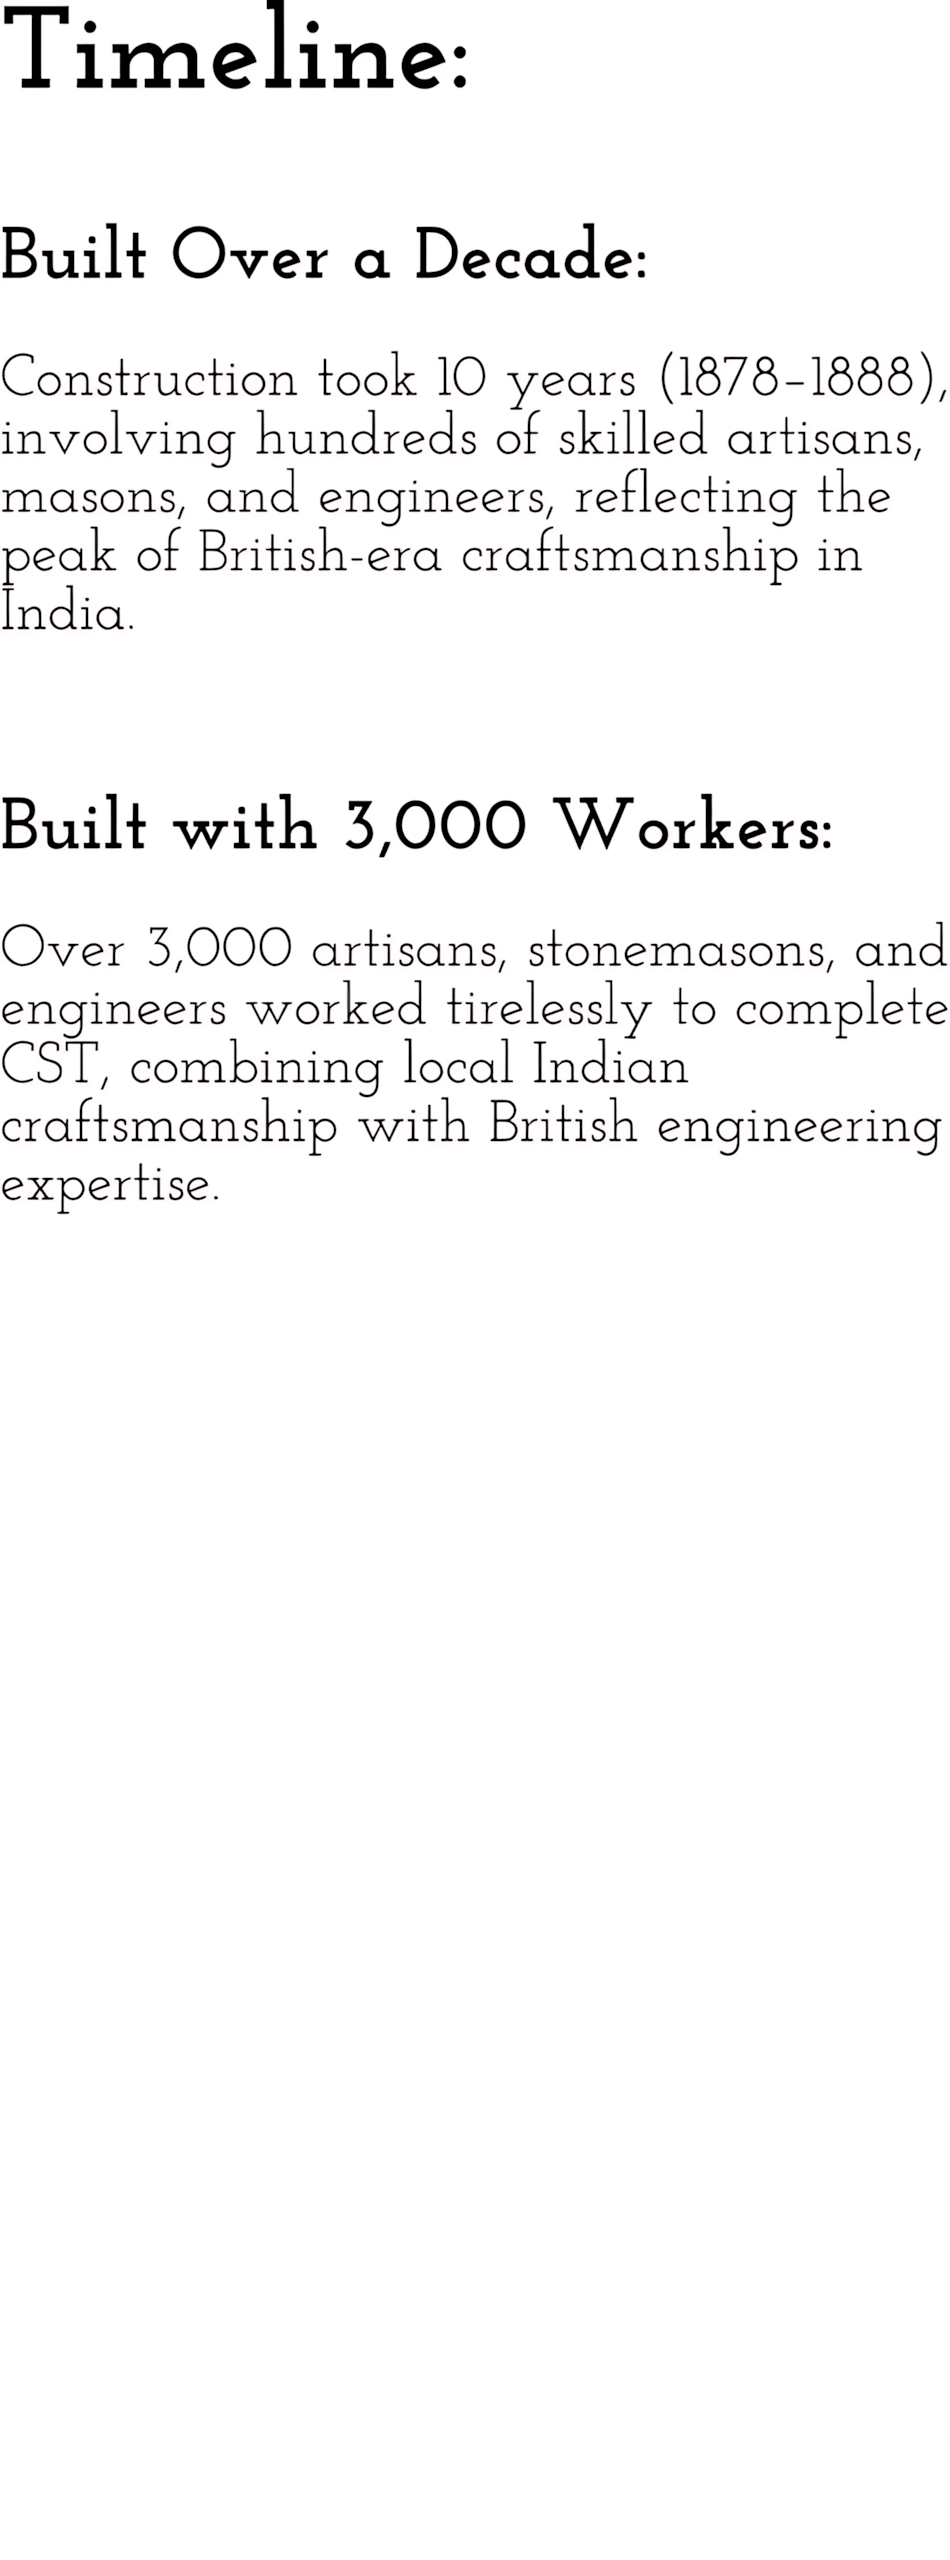 Timeline:
Built Over a Decade:
Construction took 10 years (1878-1888),
involving hundreds of skilled artisans,
masons, and engineers, reflecting the
peak of British-era craftsmanship in
India.
Built with 3,000 Workers:
Over 3,000 artisans, stonemasons, and
engineers worked tirelessly to complete
CST, combining local Indian
craftsmanship with British engineering
expertise.